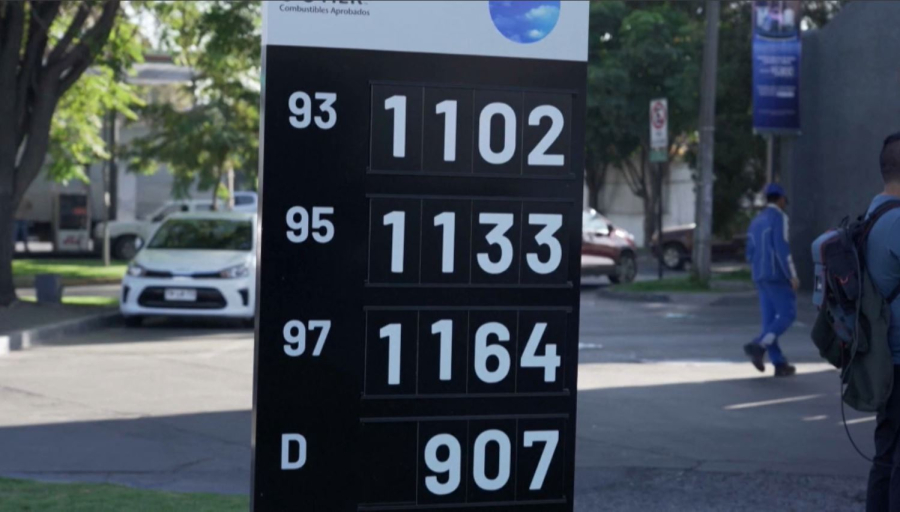 Combustibles Aprobados
93 1102
95 1133
97 1164
D 907